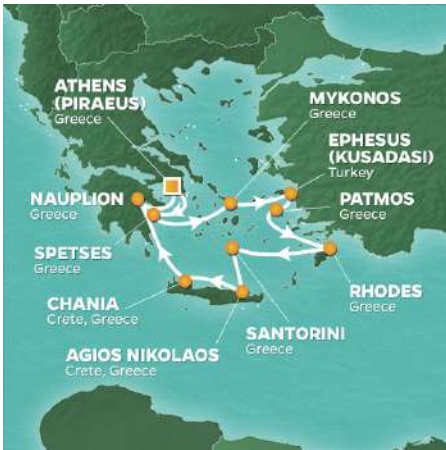 ATHENS
(PIRAEUS)
Greece
MYKONOS
Greece
EPHESUS
(KUSADASI)
Turkey
NAUPLION
Greece
PATMOS
Greece
SPETSES
Greece
CHANIA
Crete, Greece
RHODES
Greece
SANTORINI
Greece
AGIOS NIKOLAOS
Crete, Greece